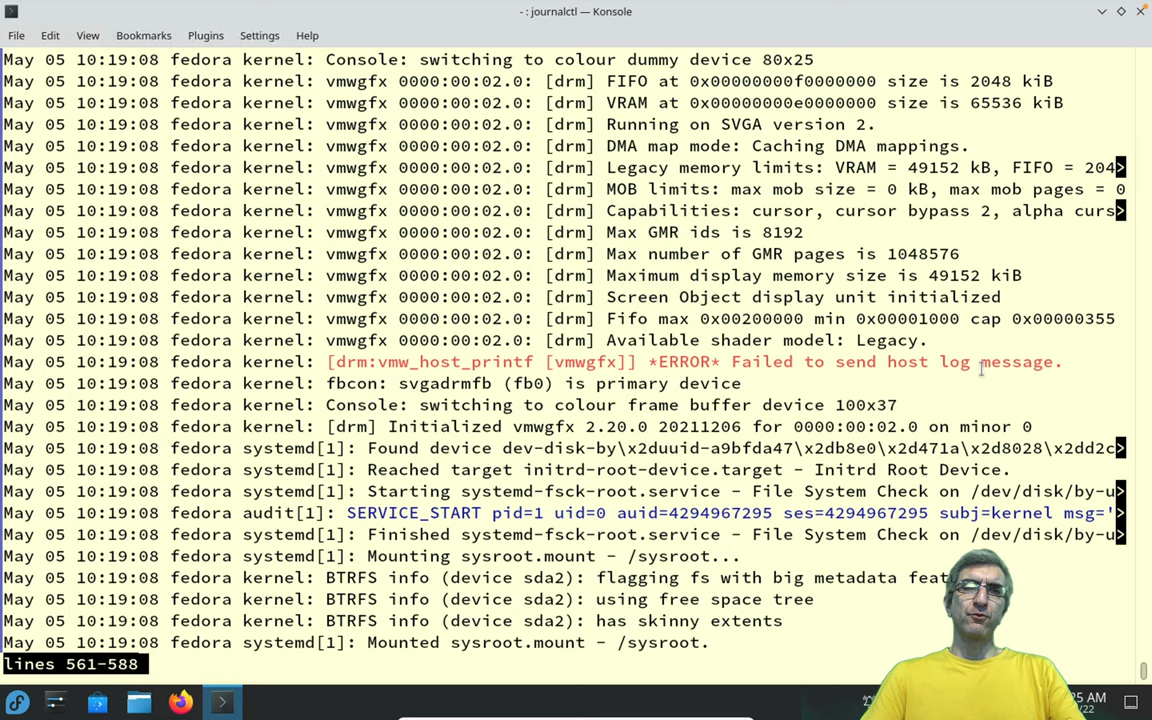 - : journalctl — Konsole
File Edit View Bookmarks Plugins Settings Help
May 05 10:19:08 fedora kernel: Console: switching to colour dummy device 80x25
May 05 10:19:08 fedora kernel: vmwgfx 0000:00:02.0: [drm] FIFO at 0x00000000f0000000 size is 2048 kiB
May 05 10:19:08 fedora kernel: vmwgfx 0000:00:02.0: [drm] VRAM at 0x00000000e0000000 size is 65536 kiB
May 05 10:19:08 fedora kernel: vmwgfx 0000:00:02.0: [drm] Running on SVGA version 2.
May 05 10:19:08 fedora kernel: vmwgfx 0000:00:02.0: [drm] DMA map mode: Caching DMA mappings.
May 05 10:19:08 fedora kernel: vmwgfx 0000:00:02.0: [drm] Legacy memory limits: VRAM = 49152 kB, FIFO = 204>
May 05 10:19:08 fedora kernel: vmwgfx 0000:00:02.0: [drm] MOB limits: max mob size = 0 kB, max mob pages = 0
May 05 10:19:08 fedora kernel: vmwgfx 0000:00:02.0: [drm] Capabilities: cursor, cursor bypass 2, alpha curs>
May 05 10:19:08 fedora kernel: vmwgfx 0000:00:02.0: [drm] Max GMR ids is 8192
May 05 10:19:08 fedora kernel: vmwgfx 0000:00:02.0: [drm] Max number of GMR pages is 1048576
May 05 10:19:08 fedora kernel: vmwgfx 0000:00:02.0: [drm] Maximum display memory size is 49152 kiB
May 05 10:19:08 fedora kernel: vmwgfx 0000:00:02.0: [drm] Screen Object display unit initialized
May 05 10:19:08 fedora kernel: vmwgfx 0000:00:02.0: [drm] Fifo max 0x00200000 min 0x00001000 cap 0x00000355
May 05 10:19:08 fedora kernel: vmwgfx 0000:00:02.0: [drm] Available shader model: Legacy.
May 05 10:19:08 fedora kernel: [drm:vmw_host_printf [vmwgfx]] *ERROR* Failed to send host log message.
May 05 10:19:08 fedora kernel: fbcon: svgadrmfb (fb0) is primary device
May 05 10:19:08 fedora kernel: Console: switching to colour frame buffer device 100x37
May 05 10:19:08 fedora kernel: [drm] Initialized vmwgfx 2.20.0 20211206 for 0000:00:02.0 on minor 0
May 05 10:19:08 fedora systemd[1]: Found device dev-disk-by\x2duuid-a9bfda47\x2db8e0\x2d471a\x2d8028\x2dd2c>
May 05 10:19:08 fedora systemd[1]: Reached target initrd-root-device.target - Initrd Root Device.
May 05 10:19:08 fedora systemd[1]: Starting systemd-fsck-root.service - File System Check on /dev/disk/by-u>
May 05 10:19:08 fedora audit[1]: SERVICE_START pid=1 uid=0 auid=4294967295 ses=4294967295 subj=kernel msg='>
May 05 10:19:08 fedora systemd[1]: Finished systemd-fsck-root.service - File System Check on /dev/disk/by-u>
May 05 10:19:08 fedora systemd[1]: Mounting sysroot.mount - /sysroot...
May 05 10:19:08 fedora kernel: BTRFS info (device sda2): flagging fs with big metadata
May 05 10:19:08 fedora kernel: BTRFS info (device sda2): using free space tree
May 05 10:19:08 fedora kernel: BTRFS info (device sda2): has skinny extents
May 05 10:19:08 fedora systemd[1]: Mounted sysroot.mount - /sysroot.
lines 561-588